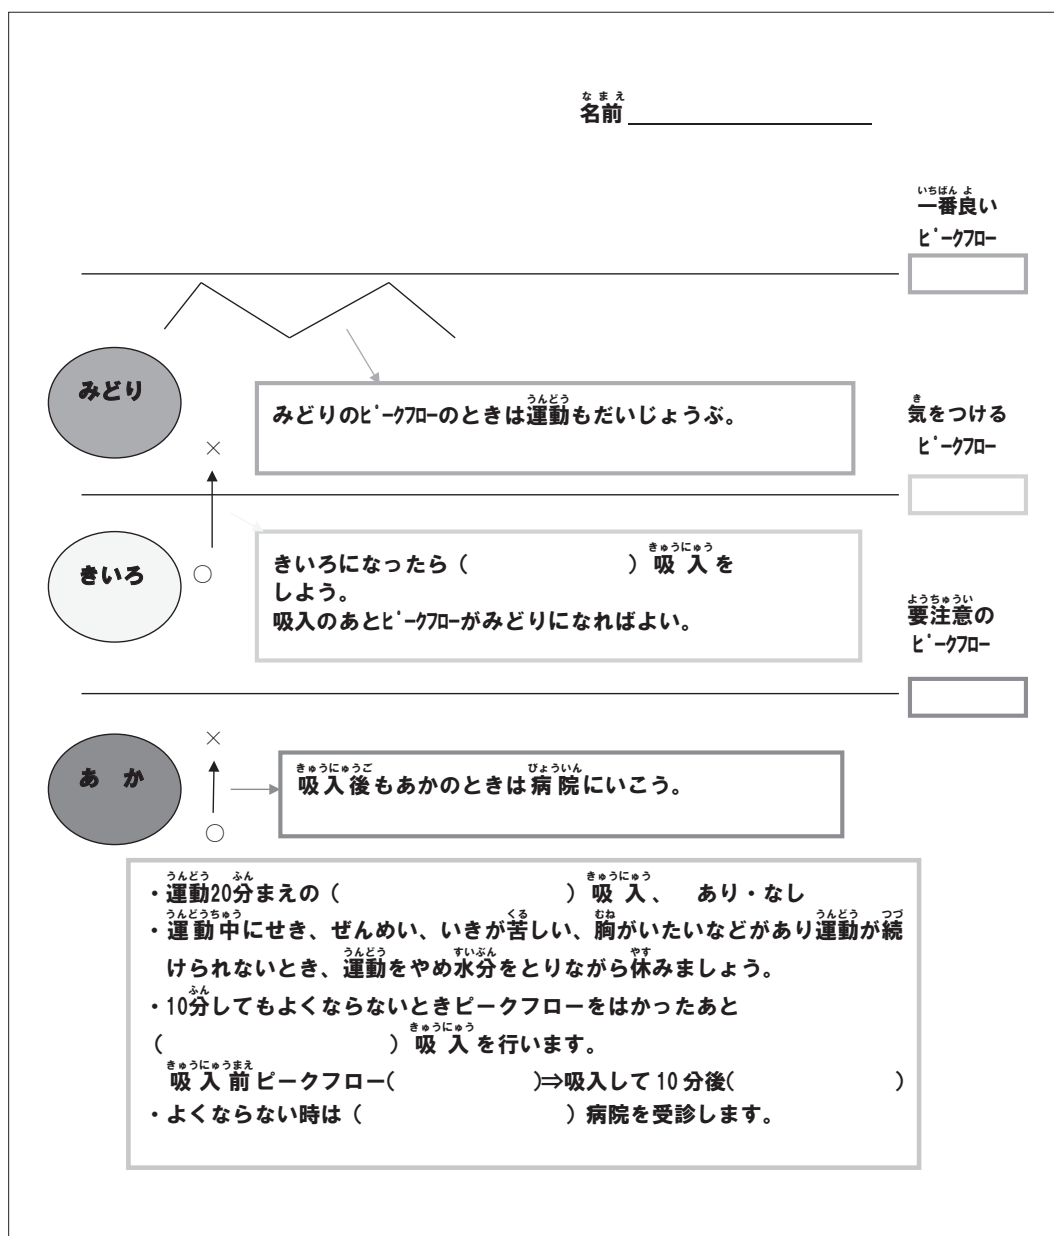 名前
一番良い
ﾋﾟｰｸﾌﾛｰ
みどり
みどりのﾋﾟｰｸﾌﾛｰのときは運動もだいじょうぶ。
気をつける
ﾋﾟｰｸﾌﾛｰ
×
きいろ
○
きいろになったら（　　　　　　　　）吸入を
しよう。
吸入のあとﾋﾟｰｸﾌﾛｰがみどりになればよい。
要注意の
ﾋﾟｰｸﾌﾛｰ
×
あ か
○
吸入後もあかのときは病院にいこう。
・運動20分まえの（　　　　　　　　　　　　）吸入、　あり・なし
・運動中にせき、ぜんめい、いきが苦しい、胸がいたいなどがあり運動が続
けられないとき、運動をやめ水分をとりながら休みましょう。
・10分してもよくならないときピークフローをはかったあと
（　　　　　　　　　　　　）吸入を行います。
吸入前ピークフロー(　　　　　　　)⇒吸入して10分後(　　　　　　　　)
・よくならない時は（　　　　　　　　　　　）病院を受診します。